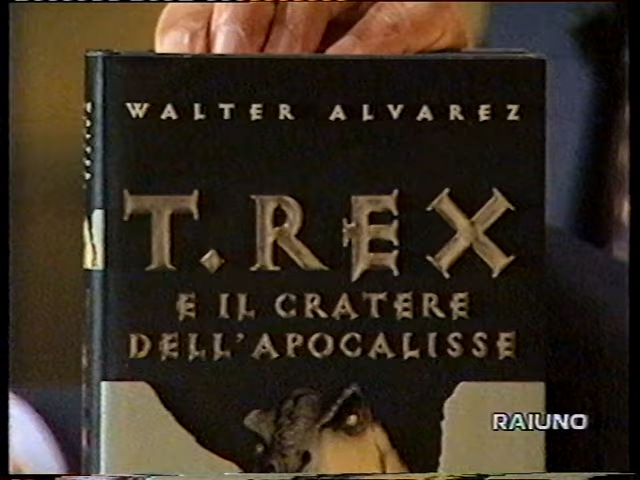 WALTER ALVAREZ
T. REX
E IL CRATERE
DELL'APOCALISSE
RAIUNO